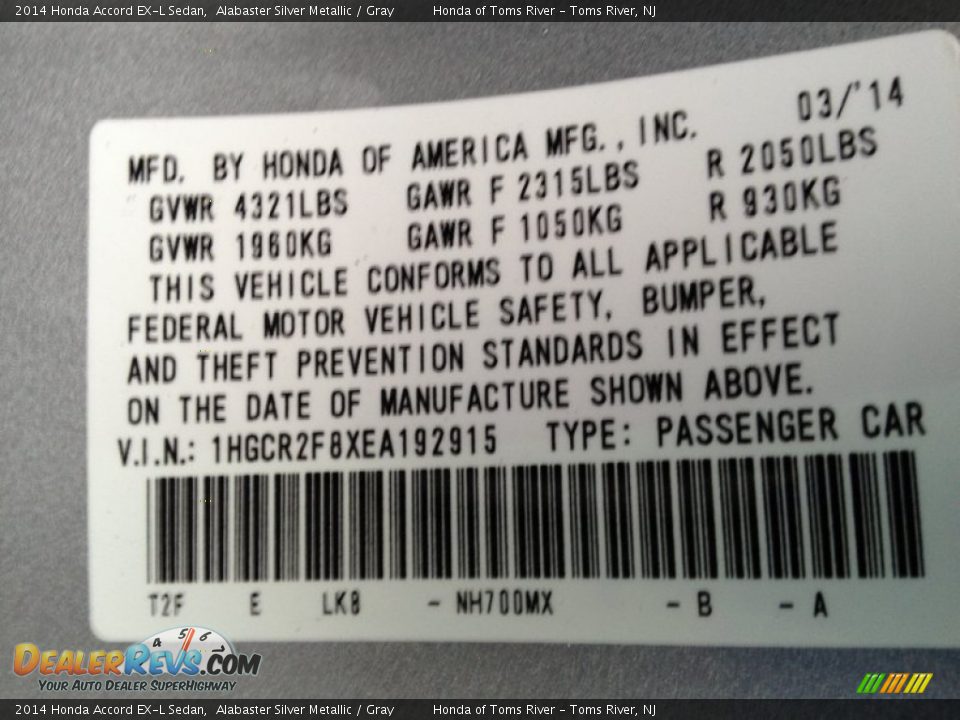 2014 Honda Accord EX-L Sedan, Alabaster Silver Metallic / Gray Honda of Toms River - Toms River, NJ
03/'14
MFD. BY HONDA OF AMERICA MFG., INC.
GVWR 4321LBS GAWR F 2315LBS R 2050LBS
GVWR 1960KG GAWR F 1050KG R 930KG
THIS VEHICLE CONFORMS TO ALL APPLICABLE
FEDERAL MOTOR VEHICLE SAFETY, BUMPER,
AND THEFT PREVENTION STANDARDS IN EFFECT
ON THE DATE OF MANUFACTURE SHOWN ABOVE.
V.I.N.: 1HGCR2F8XEA192915 TYPE: PASSENGER CAR
T2F E LK8 - NH700MX - B - A
4 5 6 7
DEALERREVS.COM
YOUR AUTO DEALER SUPERHIGHWAY
2014 Honda Accord EX-L Sedan, Alabaster Silver Metallic / Gray Honda of Toms River - Toms River, NJ